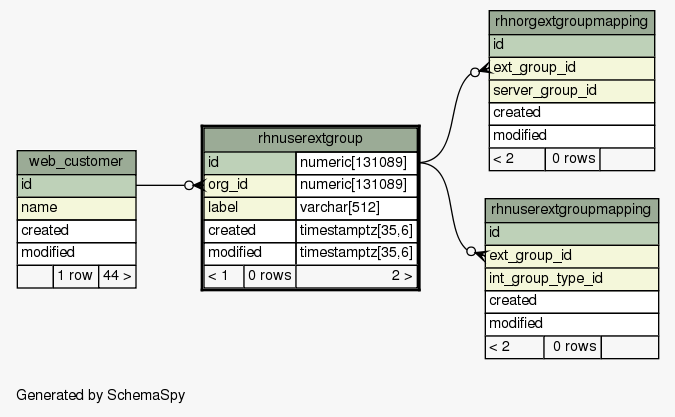 rhnorgextgroupmapping
id
ext_group_id
server_group_id
created
modified
< 2 0 rows
rhnuserextgroup
id numeric[131089]
org_id numeric[131089]
label varchar[512]
created timestamptz[35,6]
modified timestamptz[35,6]
< 1 0 rows 2 >
web_customer
id
name
created
modified
1 row 44 >
rhnuserextgroupmapping
id
ext_group_id
int_group_type_id
created
modified
< 2 0 rows
Generated by SchemaSpy